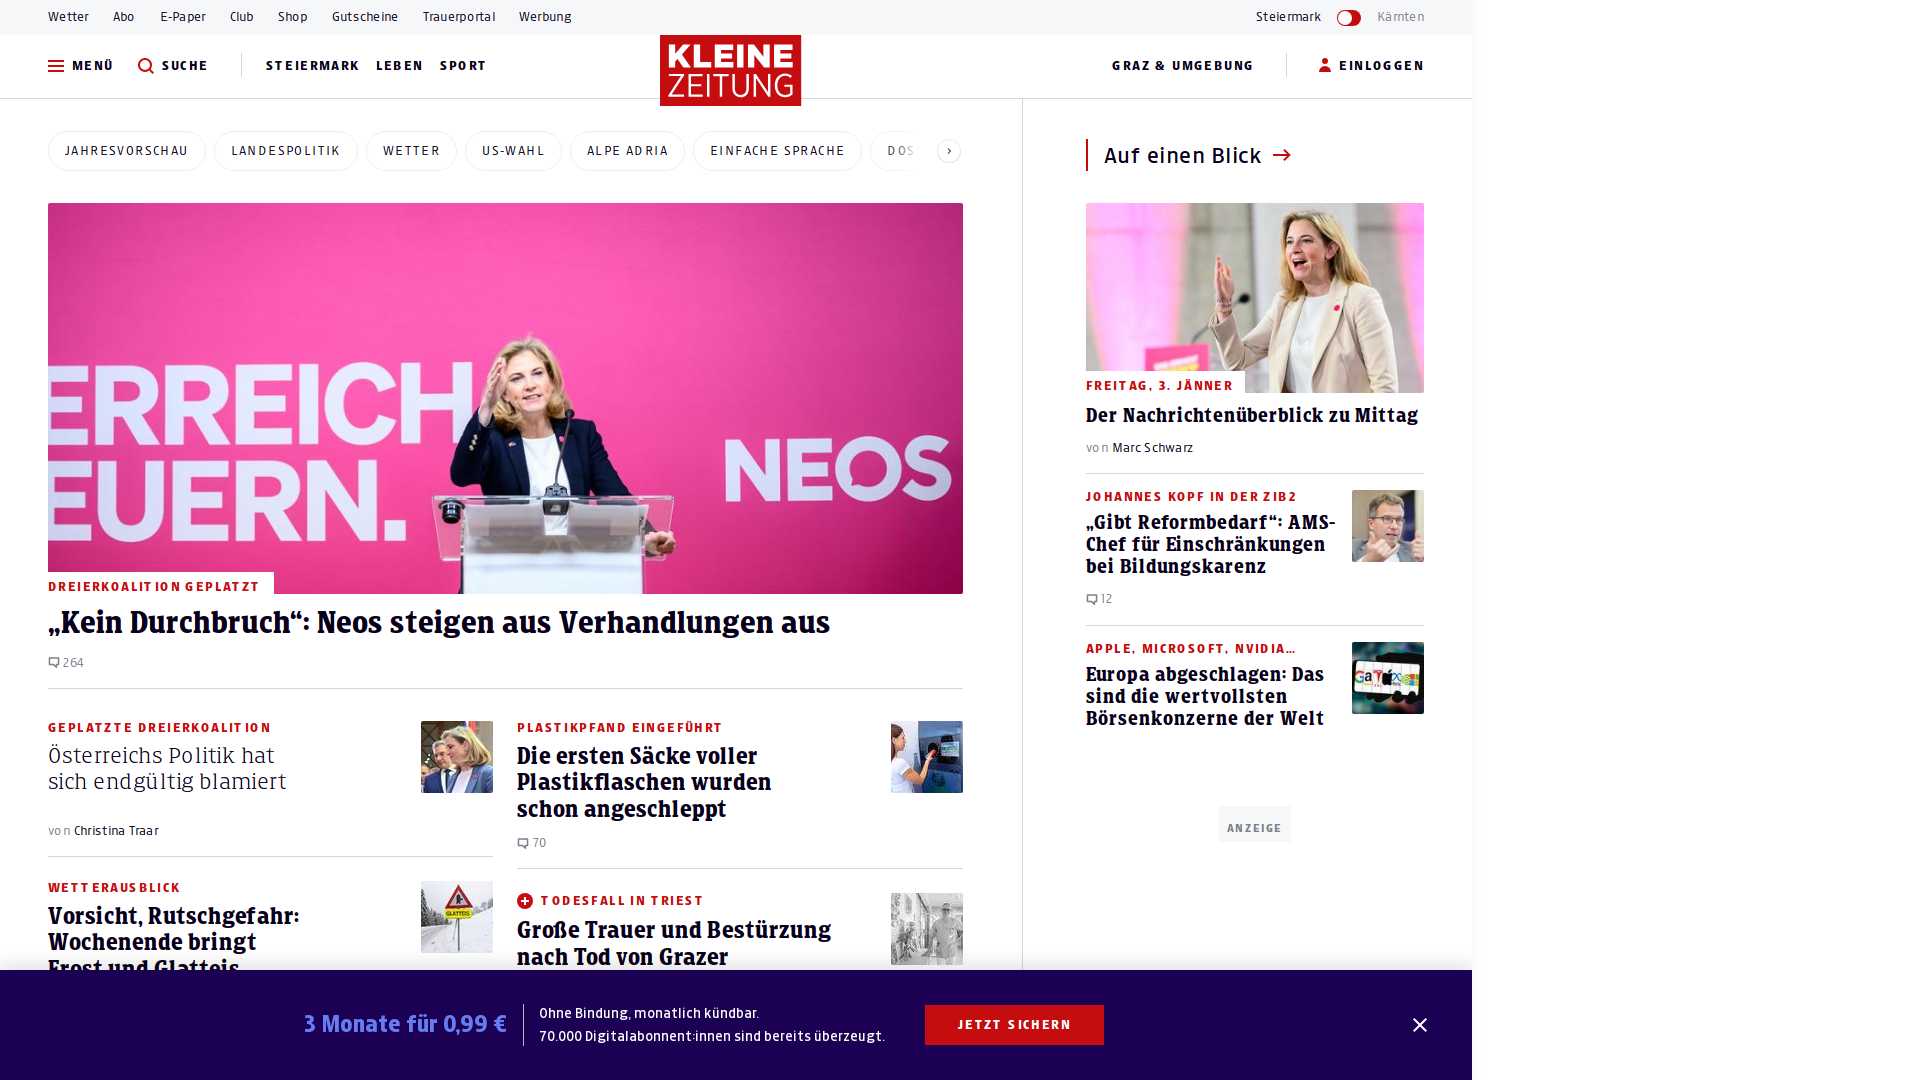 Wetter Abo E-Paper Club Shop Gutscheine Trauerportal Werbung
Steiermark Kärnten
MENÜ SUCHE STEIERMARK LEBEN SPORT
KLEINE
ZEITUNG
GRAZ & UMGEBUNG EINLOGGEN
JAHRESVORSCHAU LANDESPOLITIK WETTER US-WAHL ALPE ADRIA EINFACHE SPRACHE DOS
ERREICH
EUERN.
NEOS
DREIERKOALITION GEPLATZT
„Kein Durchbruch“: Neos steigen aus Verhandlungen aus
264
GEPLATZTE DREIERKOALITION
Österreichs Politik hat
sich endgültig blamiert
von Christina Traar
WETTERAUSBLICK
GLATTEIS
Vorsicht, Rutschgefahr:
Wochenende bringt
Frost und Glatteis
PLASTIKPFAND EINGEFÜHRT
Die ersten Säcke voller
Plastikflaschen wurden
schon angeschleppt
70
TODESFALL IN TRIEST
Große Trauer und Bestürzung
nach Tod von Grazer
Auf einen Blick
FREITAG, 3. JÄNNER
Der Nachrichtenüberblick zu Mittag
von Marc Schwarz
JOHANNES KOPF IN DER ZIB2
„Gibt Reformbedarf“: AMS-
Chef für Einschränkungen
bei Bildungskarenz
12
APPLE, MICROSOFT, NVIDIA…
Europa abgeschlagen: Das
sind die wertvollsten
Börsenkonzerne der Welt
ANZEIGE
3 Monate für 0,99 €
Ohne Bindung, monatlich kündbar.
70.000 Digitalabonnent:innen sind bereits überzeugt.
JETZT SICHERN